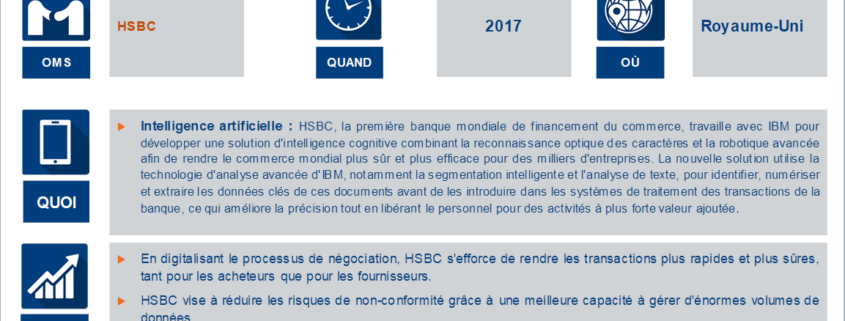 HSBC
2017
Royaume-Uni
OMS
QUAND
OÙ
Intelligence artificielle : HSBC, la première banque mondiale de financement du commerce, travaille avec IBM pour
développer une solution d'intelligence cognitive combinant la reconnaissance optique des caractères et la robotique avancée
afin de rendre le commerce mondial plus sûr et plus efficace pour des milliers d'entreprises. La nouvelle solution utilise la
technologie d'analyse avancée d'IBM, notamment la segmentation intelligente et l'analyse de texte, pour identifier, numériser
et extraire les données clés de ces documents avant de les introduire dans les systèmes de traitement des transactions de la
banque, ce qui améliore la précision tout en libérant le personnel pour des activités à plus forte valeur ajoutée.
QUOI
En digitalisant le processus de négociation, HSBC s'efforce de rendre les transactions plus rapides et plus sûres,
tant pour les acheteurs que pour les fournisseurs.
HSBC vise à réduire les risques de non-conformité grâce à une meilleure capacité à gérer d'énormes volumes de
données